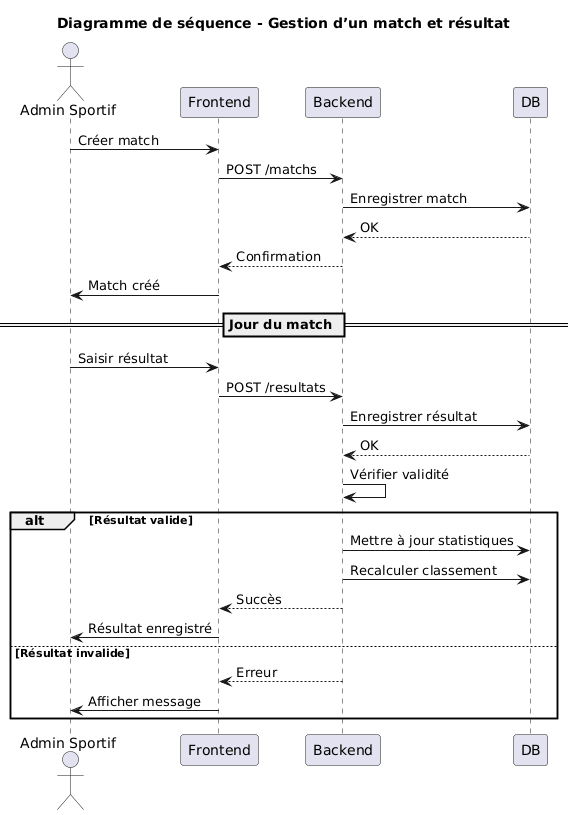 Diagramme de séquence - Gestion d’un match et résultat
Admin Sportif
Frontend
Backend
DB
Créer match
POST /matchs
Enregistrer match
OK
Confirmation
Match créé
Jour du match
Saisir résultat
POST /resultats
Enregistrer résultat
OK
Vérifier validité
alt
[Résultat valide]
Mettre à jour statistiques
Recalculer classement
Succès
Résultat enregistré
[Résultat invalide]
Erreur
Afficher message
Admin Sportif
Frontend
Backend
DB